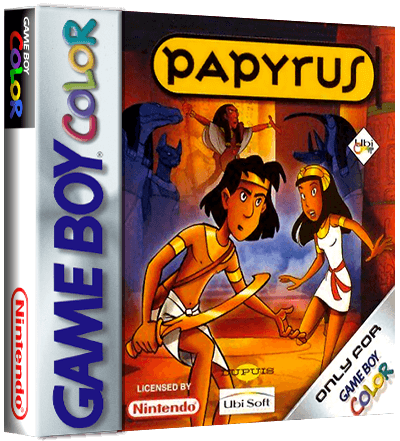 GAME BOY COLOR
Nintendo
GAME BOY COLOR
PAPYRUS
Ubi
DUPUIS
LICENSED BY
Nintendo
Ubi Soft
ONLY FOR
GAME BOY
COLOR